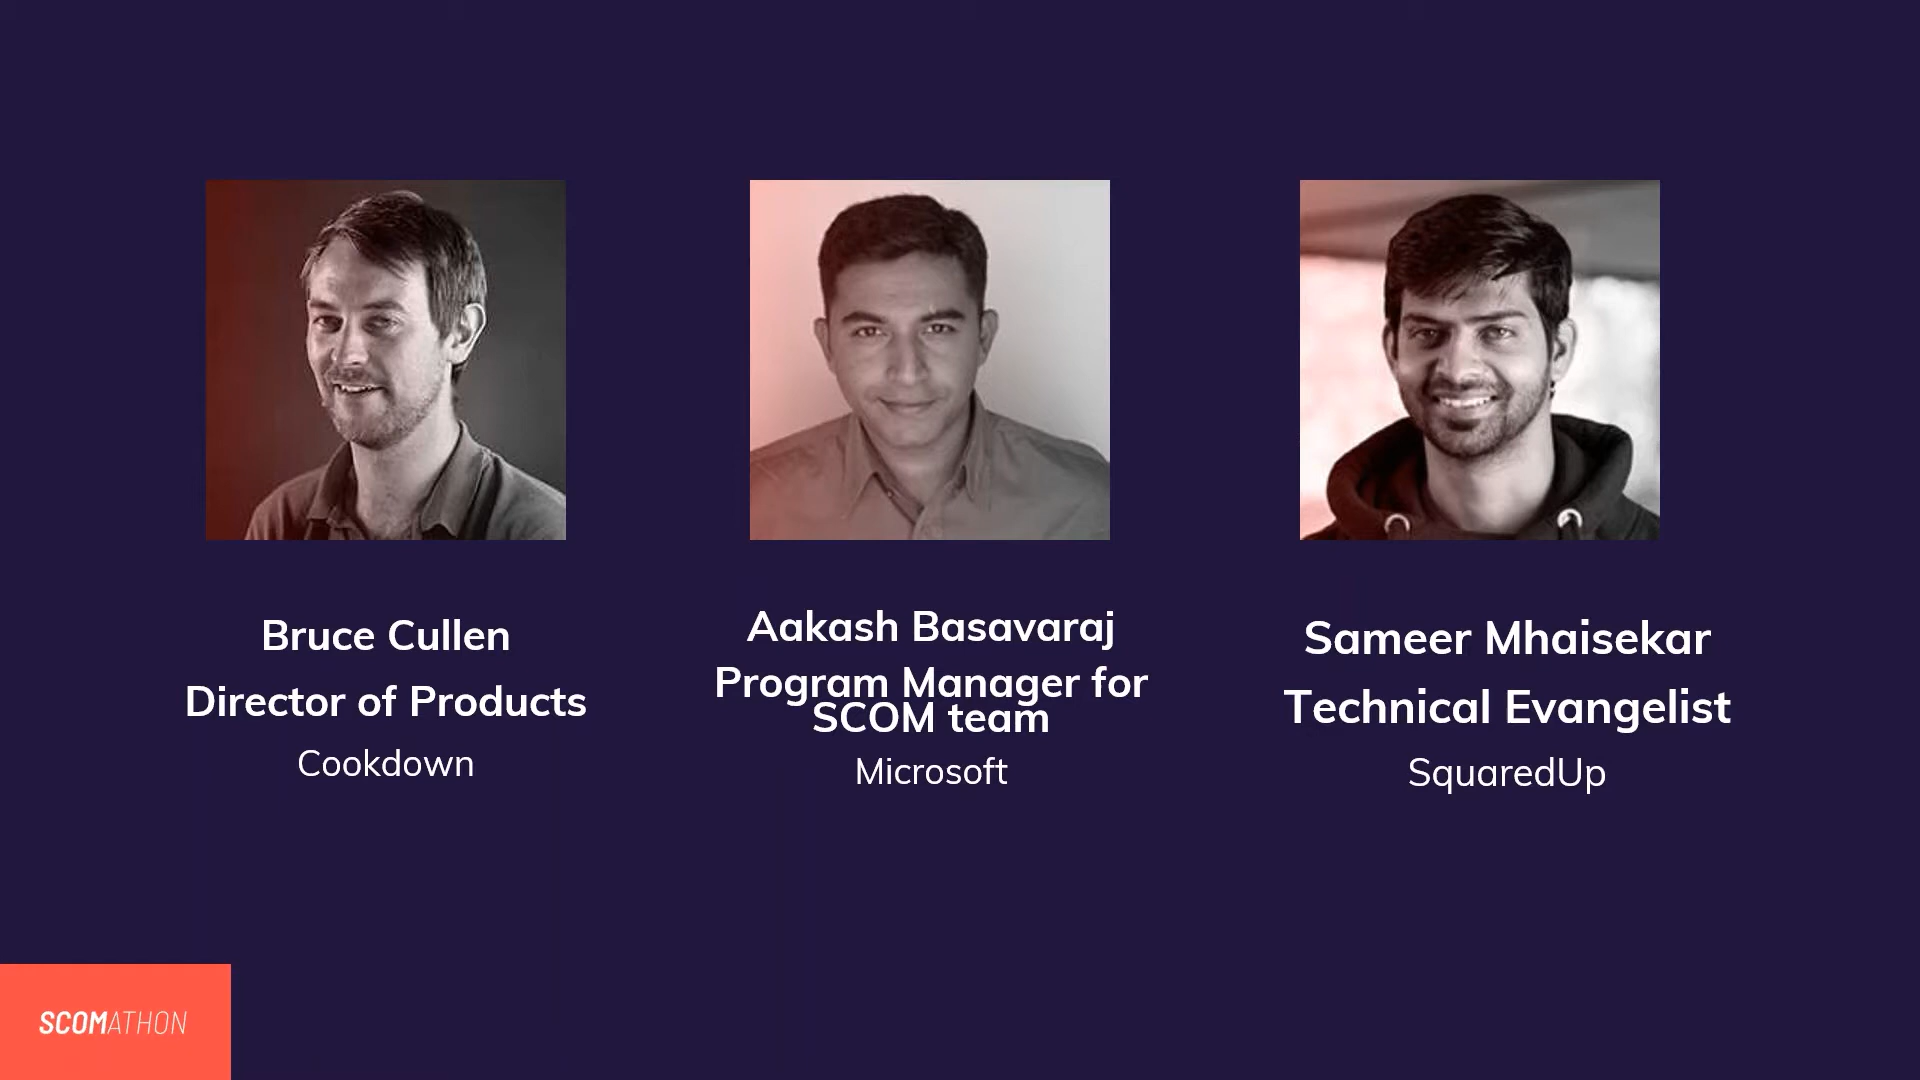 Bruce Cullen
Director of Products
Cookdown
Aakash Basavaraj
Program Manager for
SCOM team
Microsoft
Sameer Mhaisekar
Technical Evangelist
SquaredUp
SCOMATHON